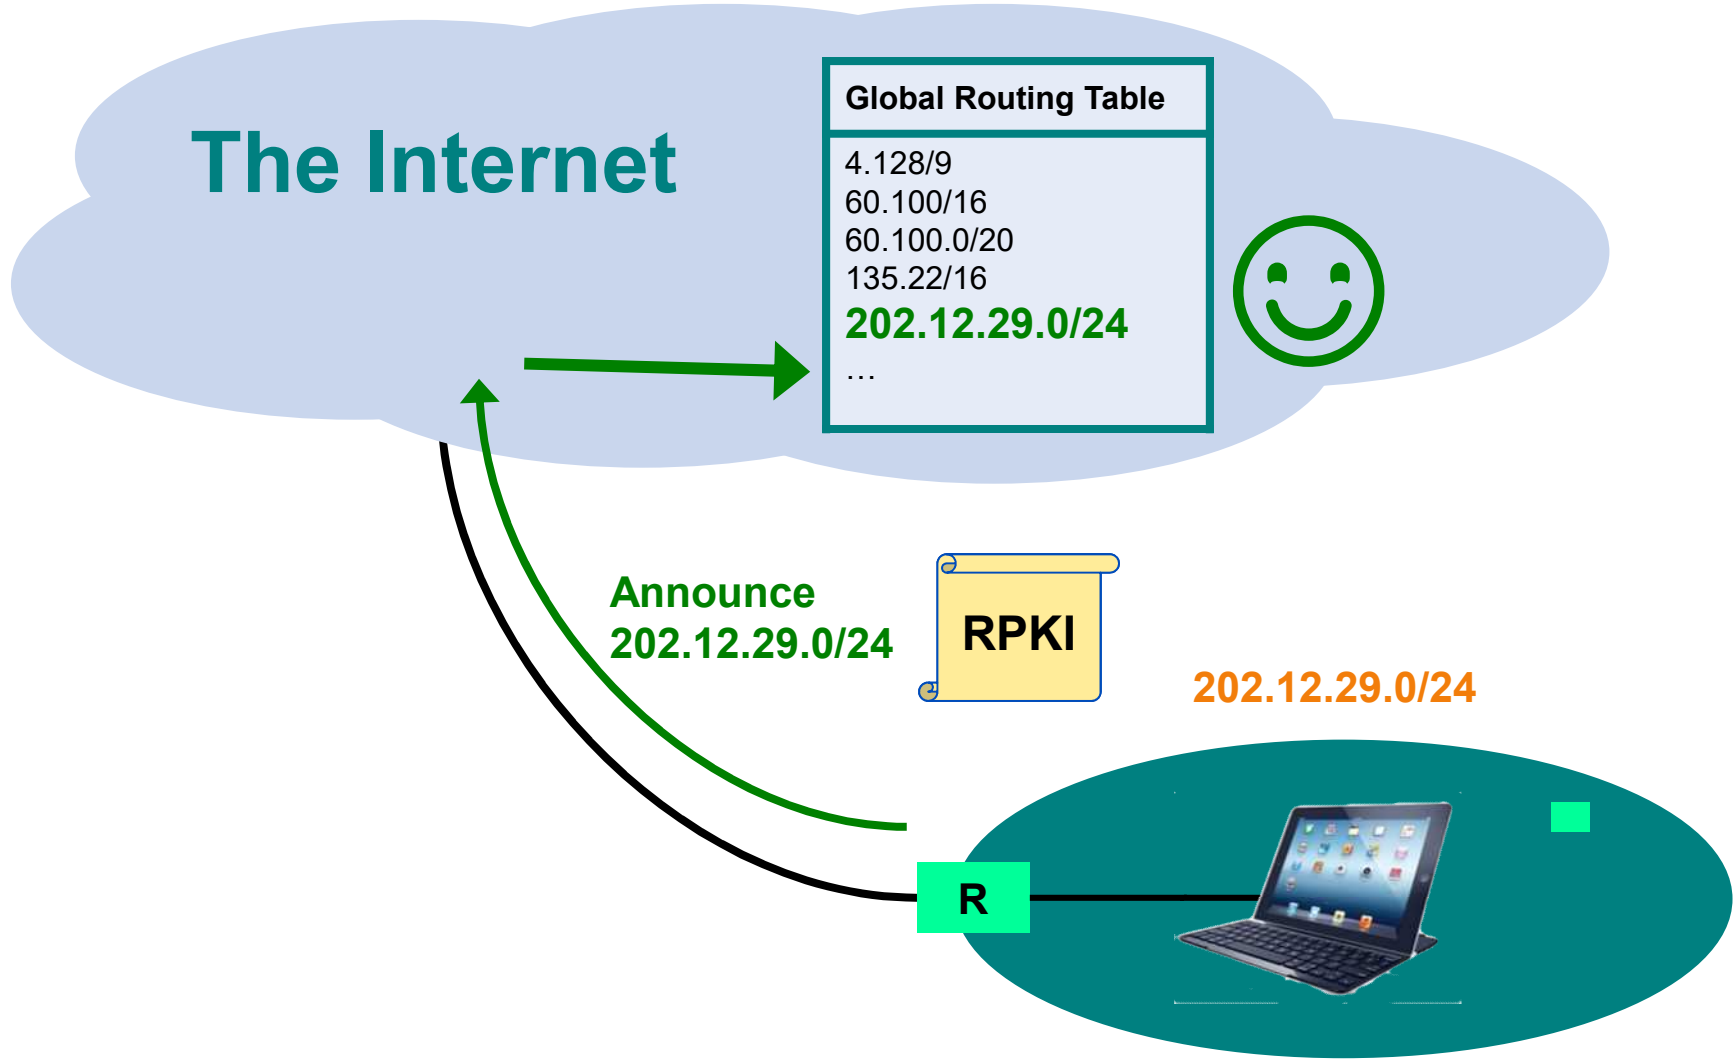 The Internet
Global Routing Table
4.128/9
60.100/16
60.100.0/20
135.22/16
202.12.29.0/24
…
Announce
202.12.29.0/24
RPKI
202.12.29.0/24
R